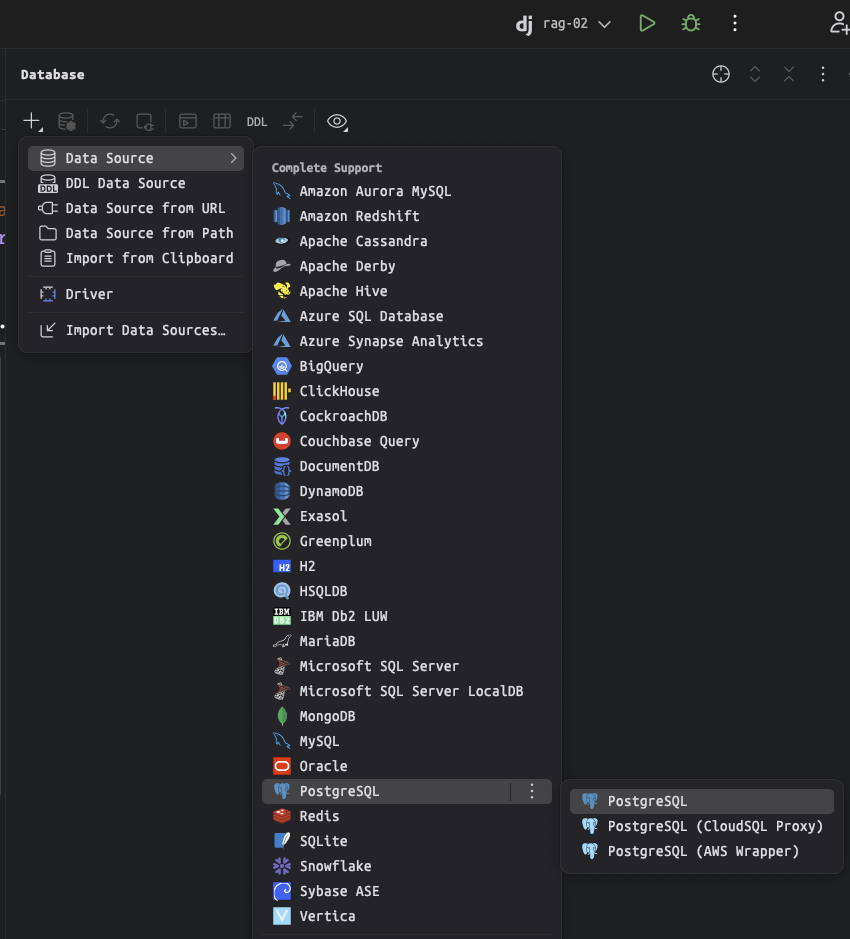 dj rag-02
Database
DDL
Data Source
DDL Data Source
Data Source from URL
Data Source from Path
Import from Clipboard
Driver
Import Data Sources…
Complete Support
Amazon Aurora MySQL
Amazon Redshift
Apache Cassandra
Apache Derby
Apache Hive
Azure SQL Database
Azure Synapse Analytics
BigQuery
ClickHouse
CockroachDB
Couchbase Query
DocumentDB
DynamoDB
Exasol
Greenplum
H2 H2
HSQLDB
IBM DB2 IBM Db2 LUW
MariaDB
Microsoft SQL Server
Microsoft SQL Server LocalDB
MongoDB
MySQL
Oracle
PostgreSQL
Redis
SQLite
Snowflake
Sybase ASE
Vertica
PostgreSQL
PostgreSQL (CloudSQL Proxy)
PostgreSQL (AWS Wrapper)